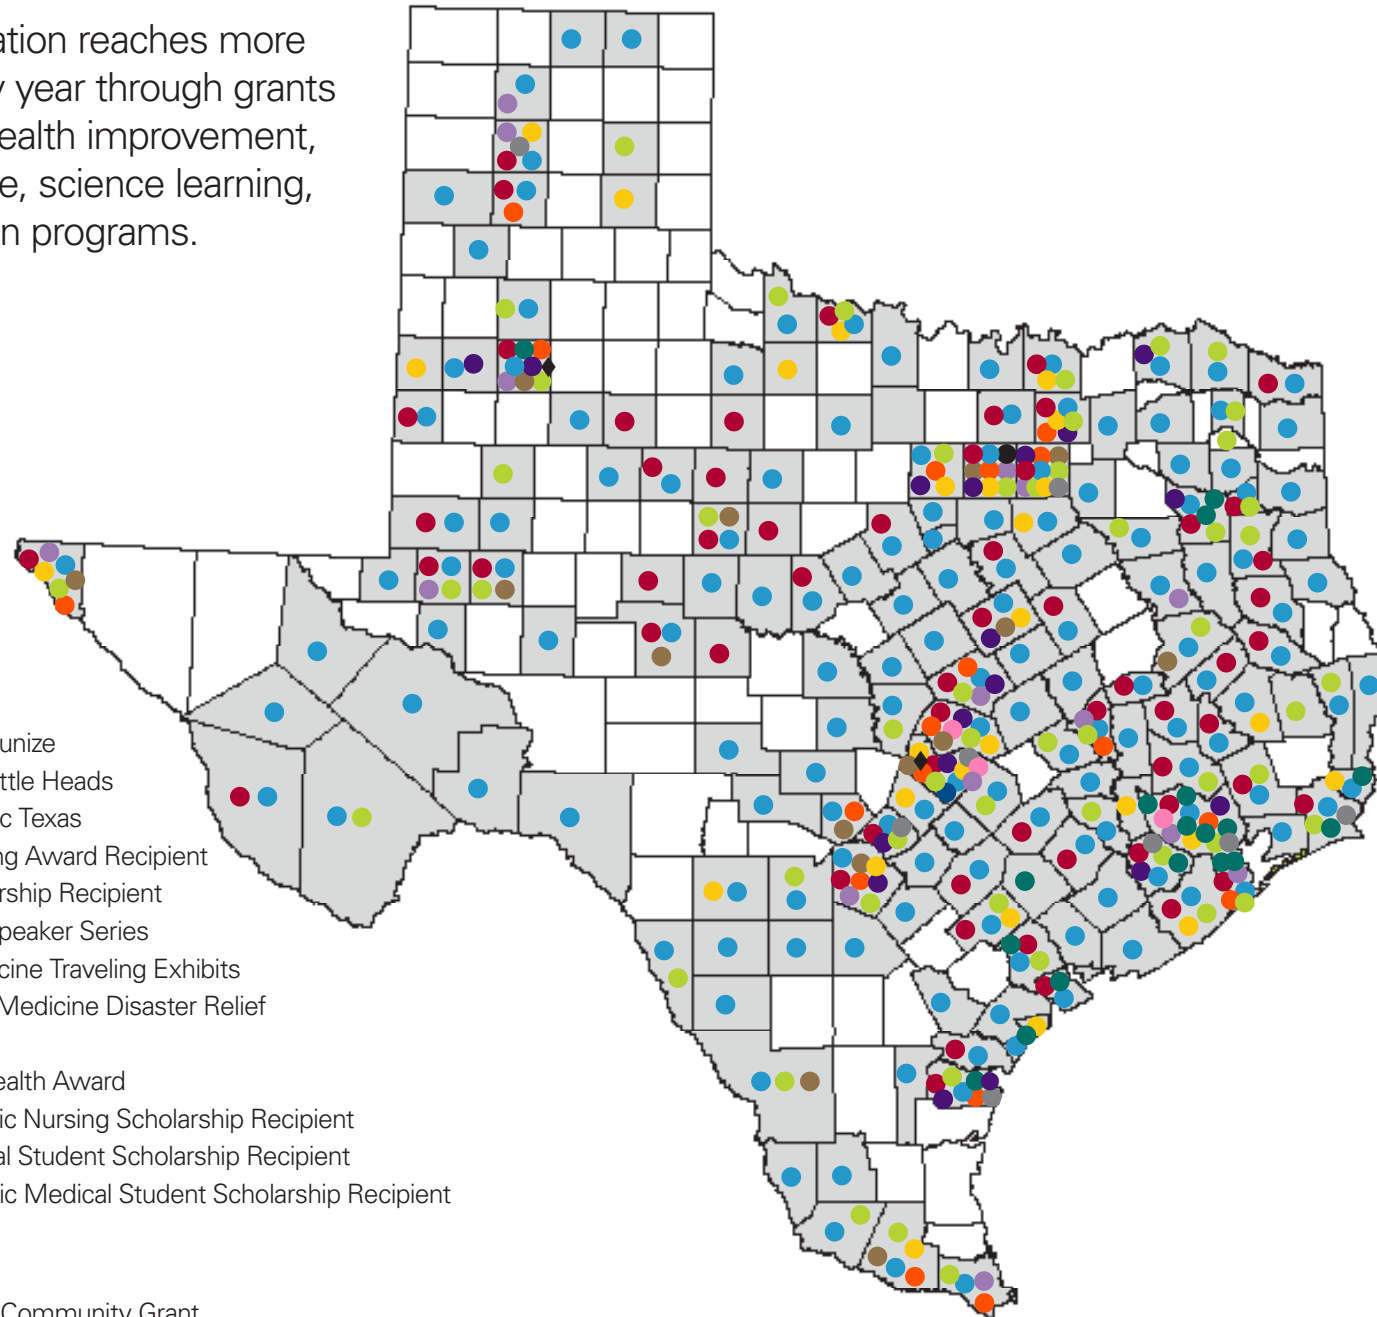 ation reaches more
y year through grants
ealth improvement,
e, science learning,
n programs.
unize
ttle Heads
c Texas
ng Award Recipient
rship Recipient
peaker Series
cine Traveling Exhibits
Medicine Disaster Relief
ealth Award
ic Nursing Scholarship Recipient
al Student Scholarship Recipient
ic Medical Student Scholarship Recipient
Community Grant